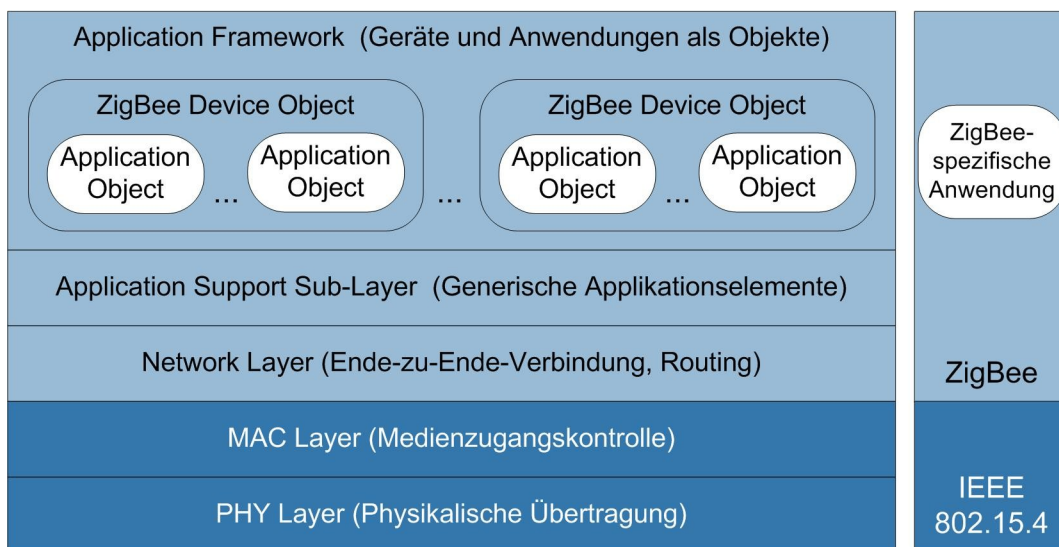 Application Framework (Geräte und Anwendungen als Objekte)
ZigBee Device Object
Application
Object
...
Application
Object
...
ZigBee Device Object
Application
Object
...
Application
Object
Application Support Sub-Layer (Generische Applikationselemente)
Network Layer (Ende-zu-Ende-Verbindung, Routing)
MAC Layer (Medienzugangskontrolle)
PHY Layer (Physikalische Übertragung)
ZigBee-
spezifische
Anwendung
ZigBee
IEEE
802.15.4